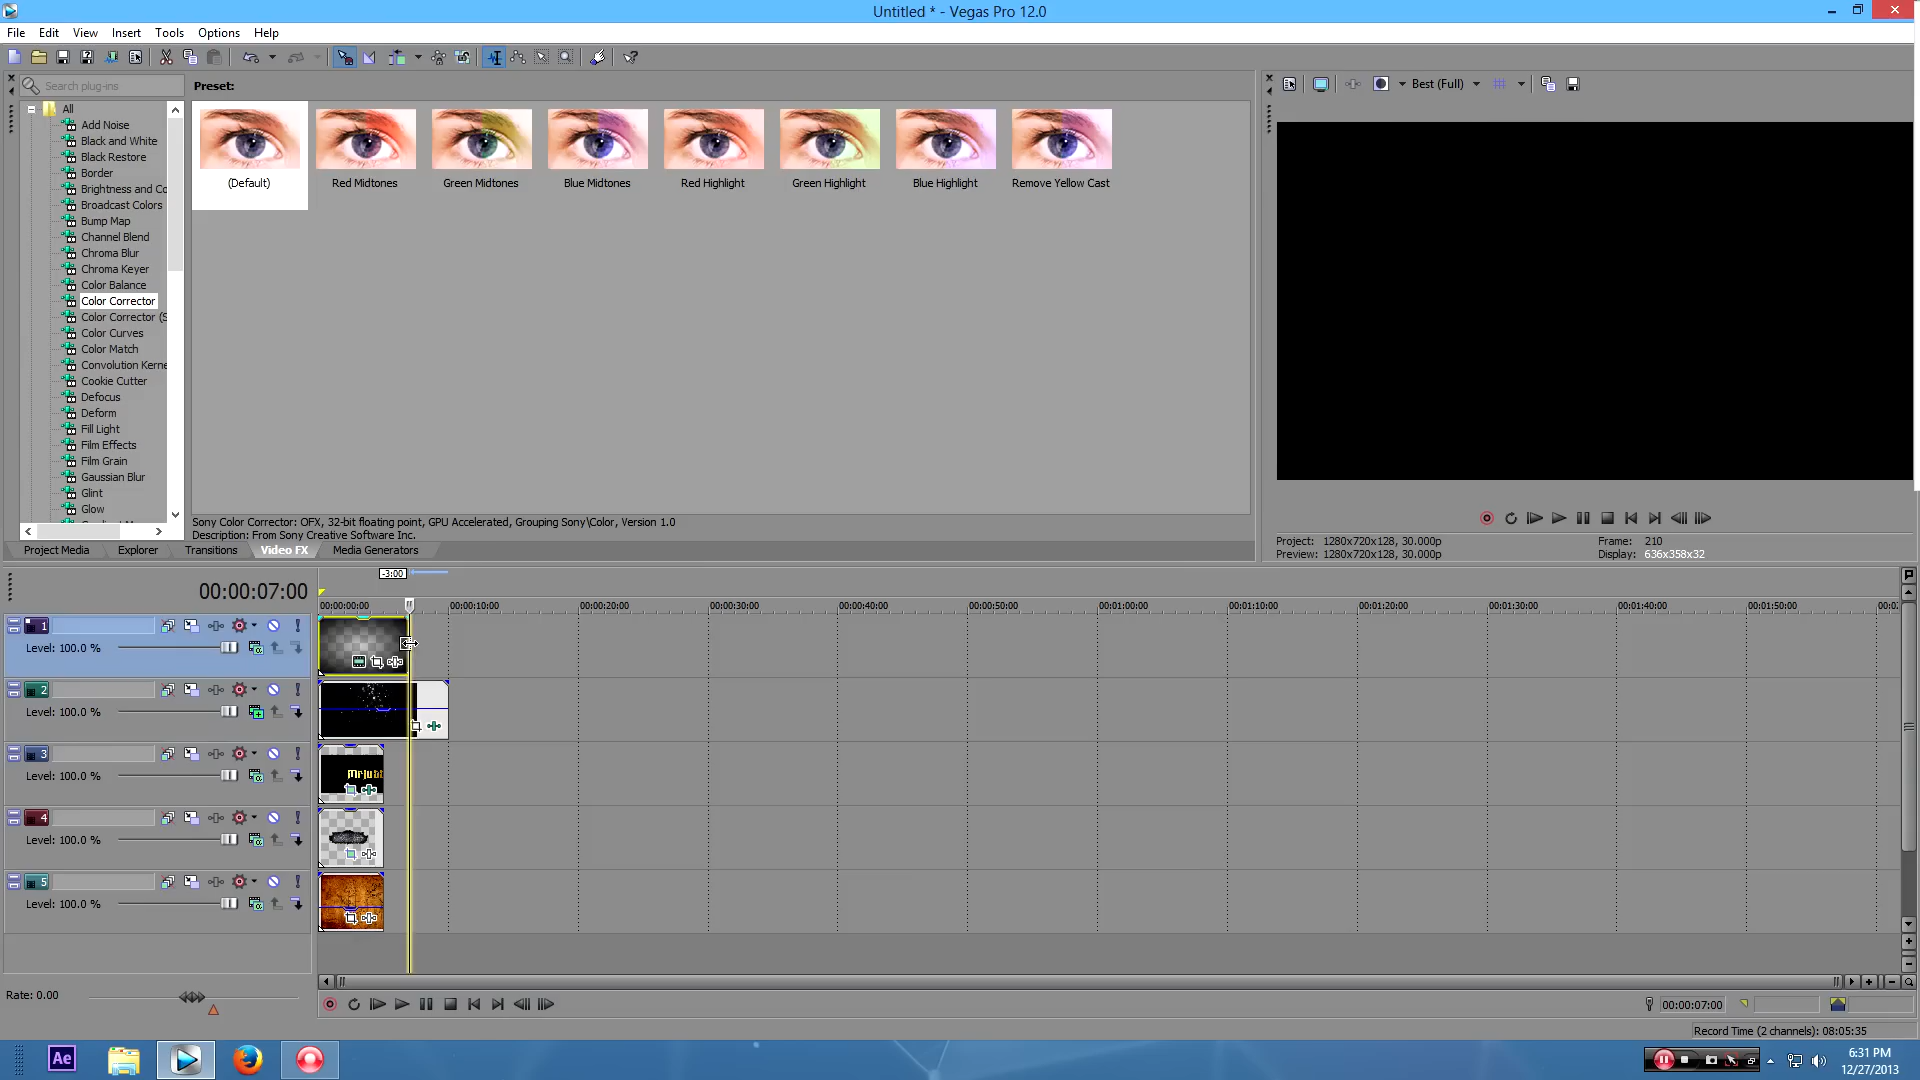 Untitled * - Vegas Pro 12.0
File Edit View Insert Tools Options Help
Search plug-ins
Preset:
Best (Full)
All
Add Noise
Black and White
Black Restore
Border
Brightness and Co
Broadcast Colors
Bump Map
Channel Blend
Chroma Blur
Chroma Keyer
Color Balance
Color Corrector
Color Corrector (S
Color Curves
Color Match
Convolution Kerne
Cookie Cutter
Defocus
Deform
Fill Light
Film Effects
Film Grain
Gaussian Blur
Glint
Glow
(Default) Red Midtones Green Midtones Blue Midtones Red Highlight Green Highlight Blue Highlight Remove Yellow Cast
Sony Color Corrector: OFX, 32-bit floating point, GPU Accelerated, Grouping Sony\Color, Version 1.0
Description: From Sony Creative Software Inc.
Project Media Explorer Transitions Video FX Media Generators
Project: 1280x720x128, 30.000p Frame: 210
Preview: 1280x720x128, 30.000p Display: 636x358x32
-3:00
00:00:07:00
00:00:00:00 00:00:10:00 00:00:20:00 00:00:30:00 00:00:40:00 00:00:50:00 00:01:00:00 00:01:10:00 00:01:20:00 00:01:30:00 00:01:40:00 00:01:50:00
1
Level: 100.0 %
2
Level: 100.0 %
3
Level: 100.0 %
4
Level: 100.0 %
5
Level: 100.0 %
Rate: 0.00
00:00:07:00
Record Time (2 channels): 08:05:35
Ae
6:31 PM
12/27/2013